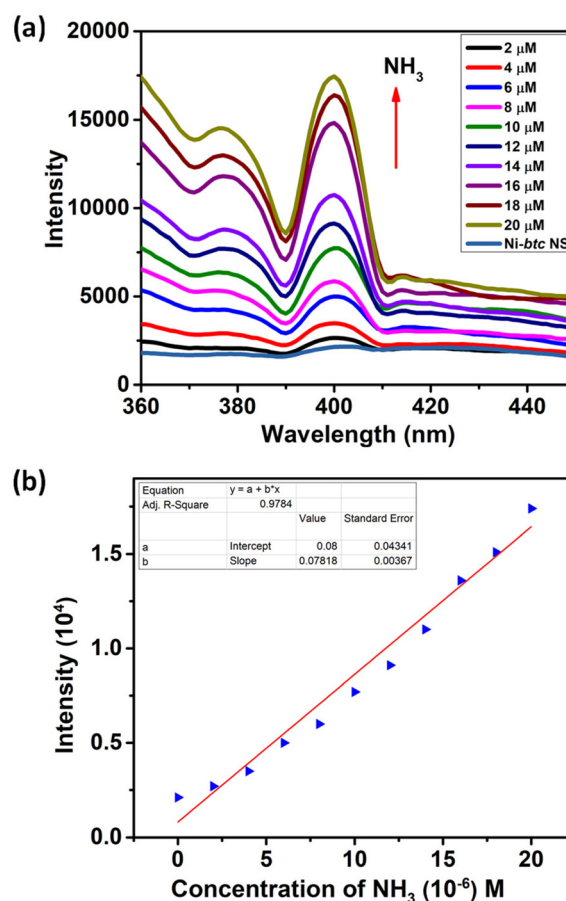 (a)
20000
15000
10000
5000
0
Intensity
NH3
2 μM
4 μM
6 μM
8 μM
10 μM
12 μM
14 μM
16 μM
18 μM
20 μM
Ni-btc NS
360 380 400 420 440
Wavelength (nm)
(b)
Equation y = a + b*x
Adj. R-Square 0.9784
Value Standard Error
a Intercept 0.08 0.04341
b Slope 0.07818 0.00367
1.5
1.0
0.5
0.0
Intensity (10⁴)
0 5 10 15 20
Concentration of NH₃ (10⁻⁶) M